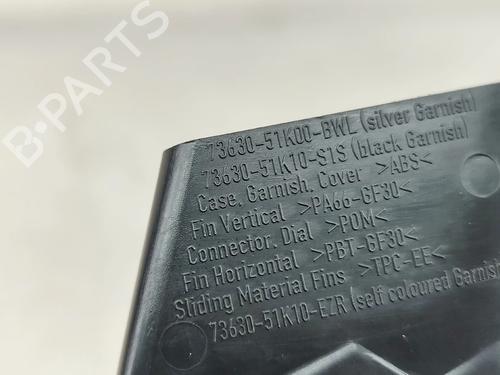 73630-51K00-BWL (silver Garnish)
73630-51K10-S1S (black Garnish)
Case, Garnish, Cover >ABS<
Fin Vertical >PA66-GF30<
Connector, Dial >POM<
Fin Horizontal >PBT-GF30<
Sliding Material Fins >TPC-EE<
73630-51K10-EZR (self coloured Garnis
B-PARTS